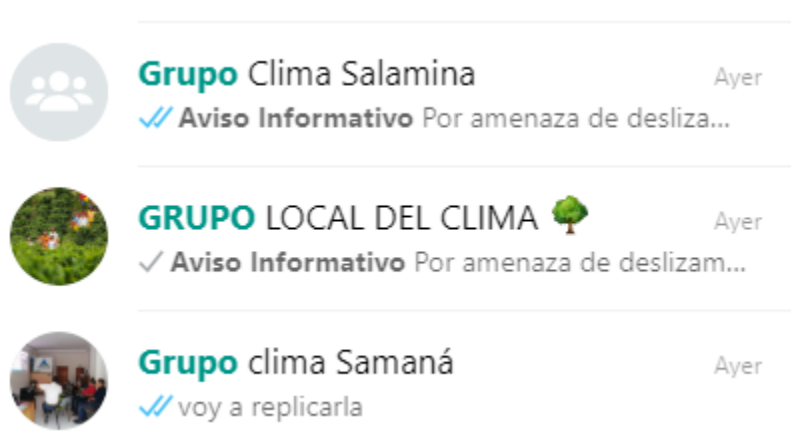 Grupo Clima Salamina
Ayer
Aviso Informativo Por amenaza de desliza...
GRUPO LOCAL DEL CLIMA 🌳
Ayer
Aviso Informativo Por amenaza de deslizam...
Grupo clima Samaná
Ayer
voy a replicarla